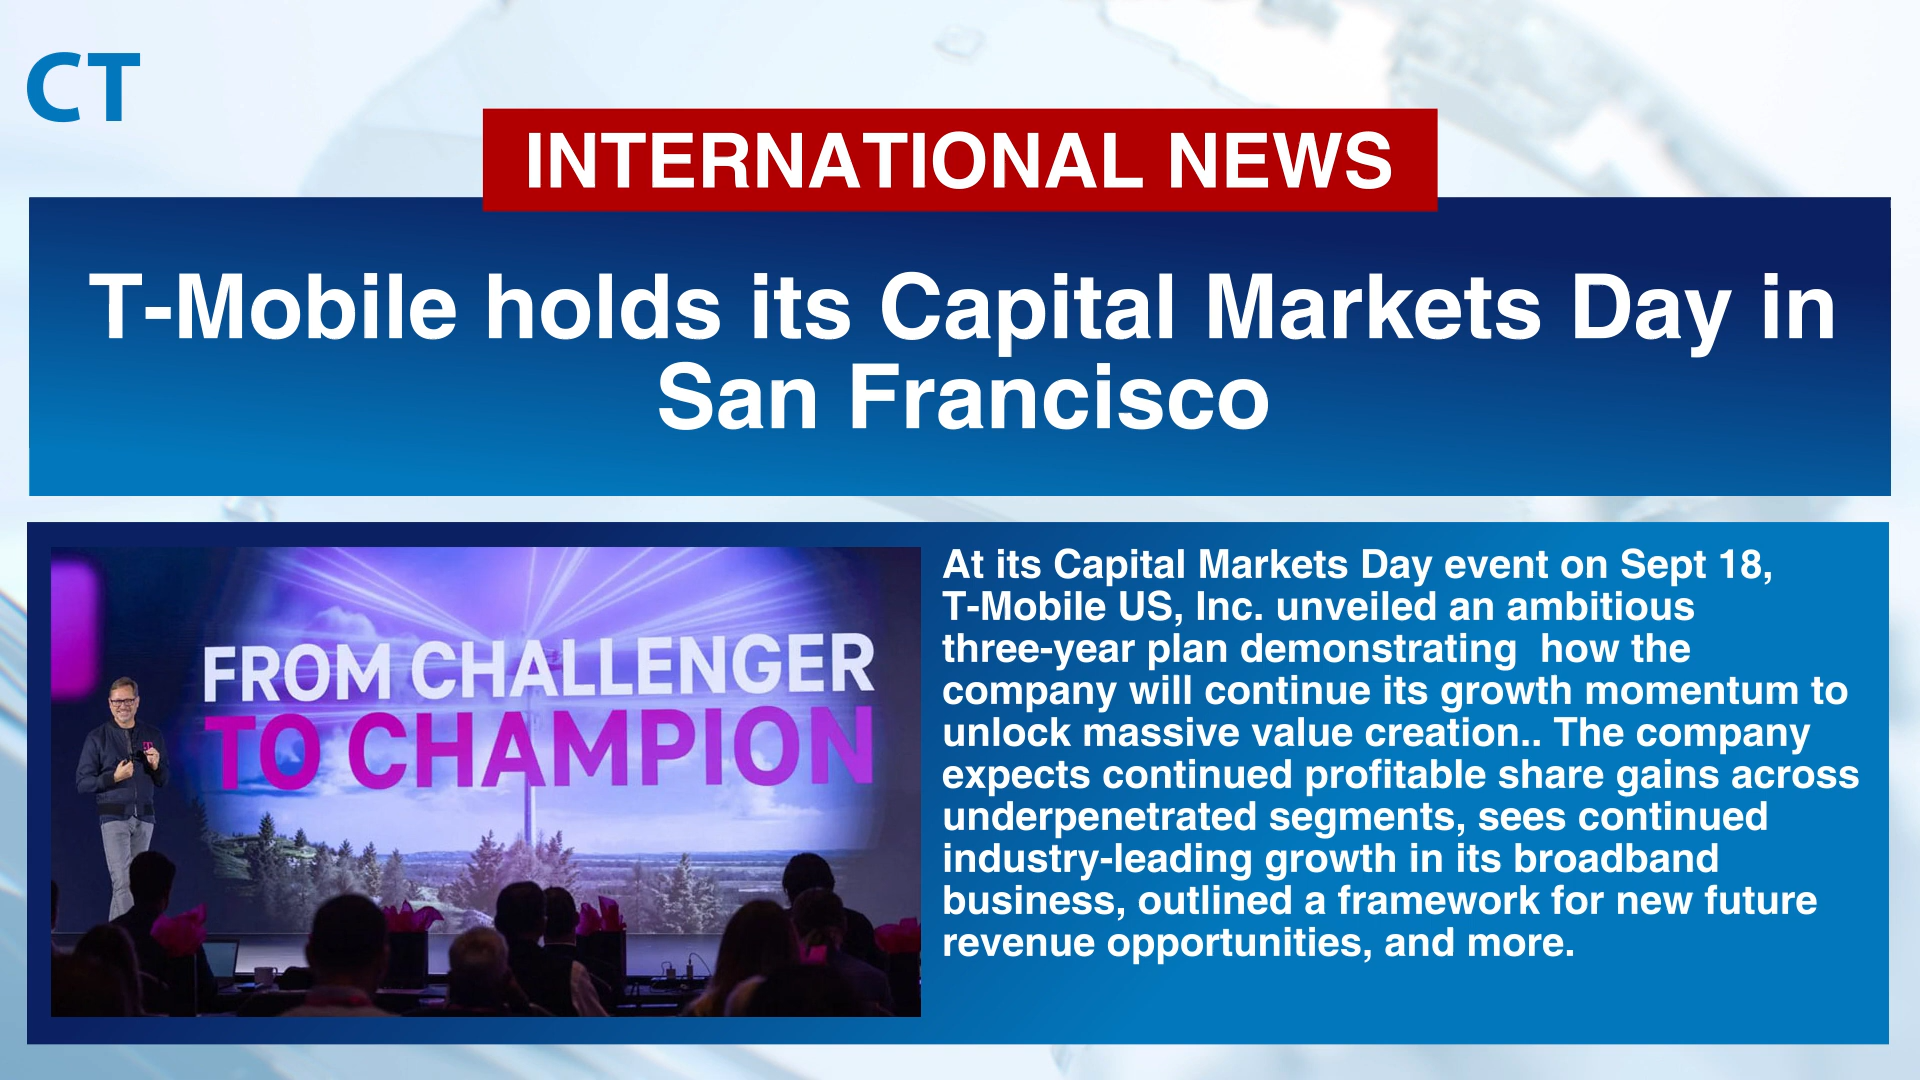 CT
INTERNATIONAL NEWS
T-Mobile holds its Capital Markets Day in
San Francisco
FROM CHALLENGER
TO CHAMPION
At its Capital Markets Day event on Sept 18,
T-Mobile US, Inc. unveiled an ambitious
three-year plan demonstrating  how the
company will continue its growth momentum to
unlock massive value creation.. The company
expects continued profitable share gains across
underpenetrated segments, sees continued
industry-leading growth in its broadband
business, outlined a framework for new future
revenue opportunities, and more.